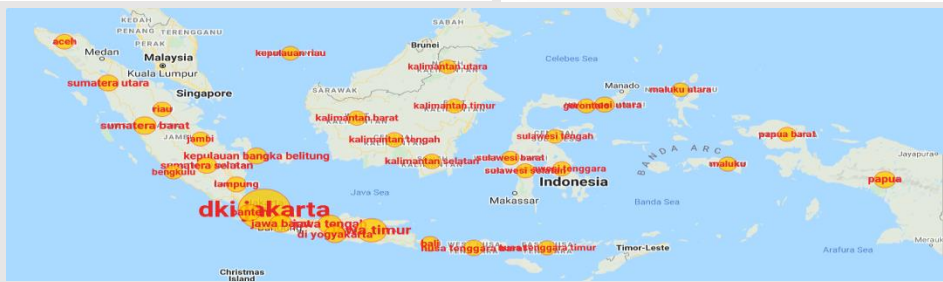 KEDAH
SABAH
PENANG TERENGGANU
aceh
PERAK
Medan
Malaysia
kepulauan riau
Brunei
Kuala Lumpur
kalimantan utara
Celebes Sea
sumatera utara
SARAWAK
Manado
maluku utara
Singapore
riau
kalimantan timur
gorontalo
utara
kalimantan barat
sumatera barat
papua barat
JAMBI
jambi
kalimantan tengah
sulawesi tengah
BANDA ARC
Jayapura
kepulauan bangka belitung
kalimantan selatan
sulawesi barat
maluku
sumatera selatan
sulawesi
tenggara
bengkulu
Indonesia
papua
lampung
Java Sea
Makassar
Banda Sea
dki jakarta
banten
jawa barat
jawa tengah
timur
di yogyakarta
bali
nusa tenggara barat
nusa tenggara timur
Timor-Leste
Arafura Sea
Christmas
Island